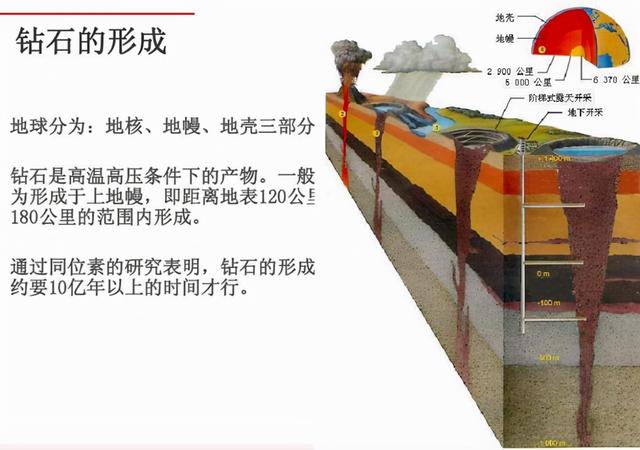 钻石的形成
地球分为：地核、地幔、地壳三部分
钻石是高温高压条件下的产物。一般
为形成于上地幔，即距离地表120公里
180公里的范围内形成。
通过同位素的研究表明，钻石的形成
约要10亿年以上的时间才行。
地壳
地幔
2 900 公里
5 000 公里
6 370 公里
阶梯式露天开采
地下开采
0 m
-100 m